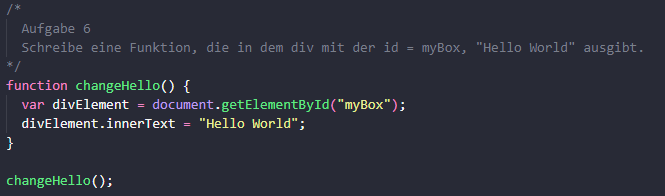 /*
Aufgabe 6
Schreibe eine Funktion, die in dem div mit der id = myBox, "Hello World" ausgibt.
*/
function changeHello() {
var divElement = document.getElementById("myBox");
divElement.innerText = "Hello World";
}
changeHello();